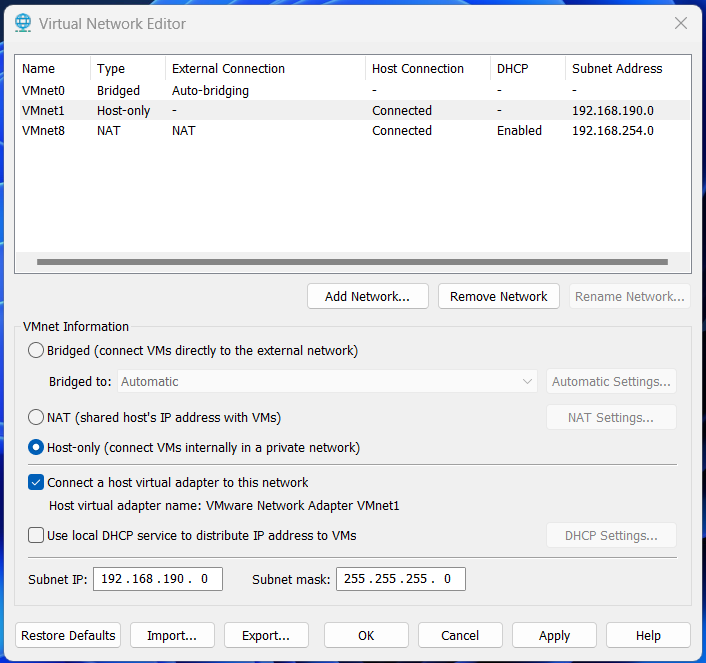 Virtual Network Editor
Name Type External Connection Host Connection DHCP Subnet Address
VMnet0 Bridged Auto-bridging - - -
VMnet1 Host-only - Connected - 192.168.190.0
VMnet8 NAT NAT Connected Enabled 192.168.254.0
Add Network... Remove Network Rename Network...
VMnet Information
Bridged (connect VMs directly to the external network)
Bridged to: Automatic Automatic Settings...
NAT (shared host's IP address with VMs) NAT Settings...
Host-only (connect VMs internally in a private network)
Connect a host virtual adapter to this network
Host virtual adapter name: VMware Network Adapter VMnet1
Use local DHCP service to distribute IP address to VMs DHCP Settings...
Subnet IP: 192 . 168 . 190 . 0 Subnet mask: 255 . 255 . 255 . 0
Restore Defaults Import... Export... OK Cancel Apply Help